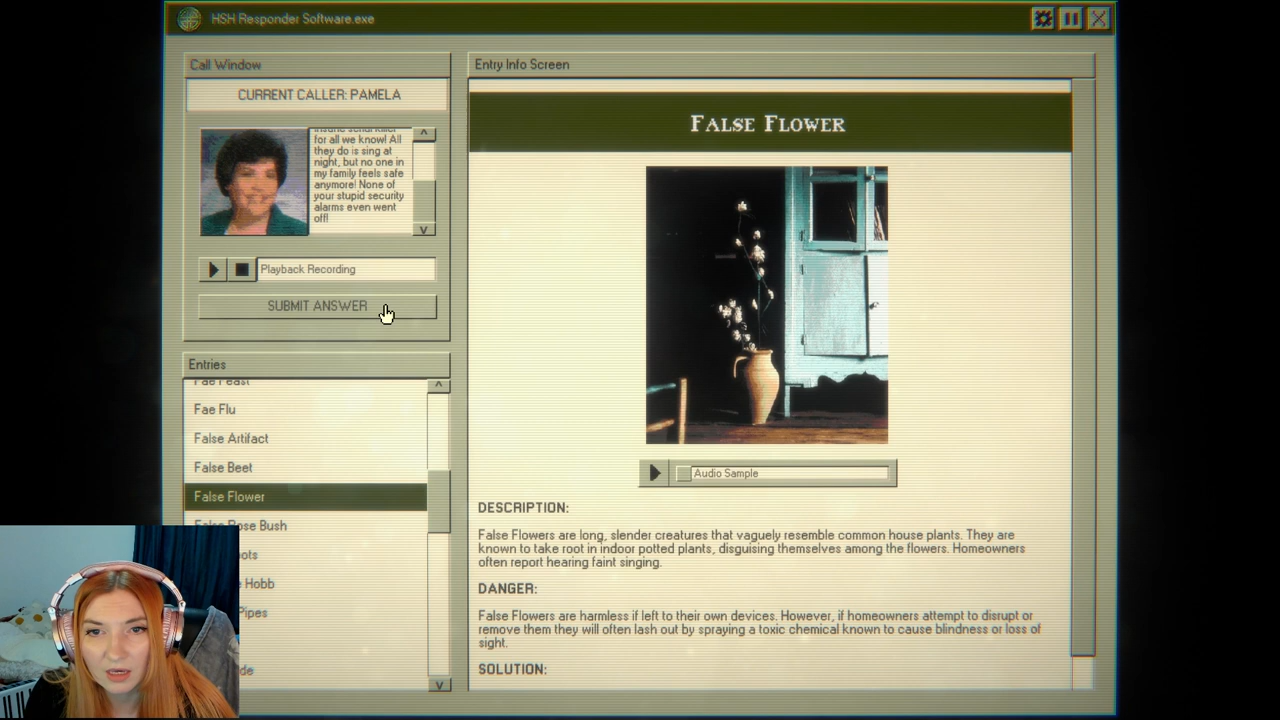 HSH Responder Software.exe
Call Window
CURRENT CALLER: PAMELA
insane serial killer
for all we know! All
they do is sing at
night, but no one in
my family feels safe
anymore! None of
your stupid security
alarms even went
off!
Playback Recording
SUBMIT ANSWER
Entries
Fae Feast
Fae Flu
False Artifact
False Beet
False Flower
False Rose Bush
Hobb
Pipes
Entry Info Screen
FALSE FLOWER
Audio Sample
DESCRIPTION:
False Flowers are long, slender creatures that vaguely resemble common house plants. They are
known to take root in indoor potted plants, disguising themselves among the flowers. Homeowners
often report hearing faint singing.
DANGER:
False Flowers are harmless if left to their own devices. However, if homeowners attempt to disrupt or
remove them they will often lash out by spraying a toxic chemical known to cause blindness or loss of
sight.
SOLUTION: